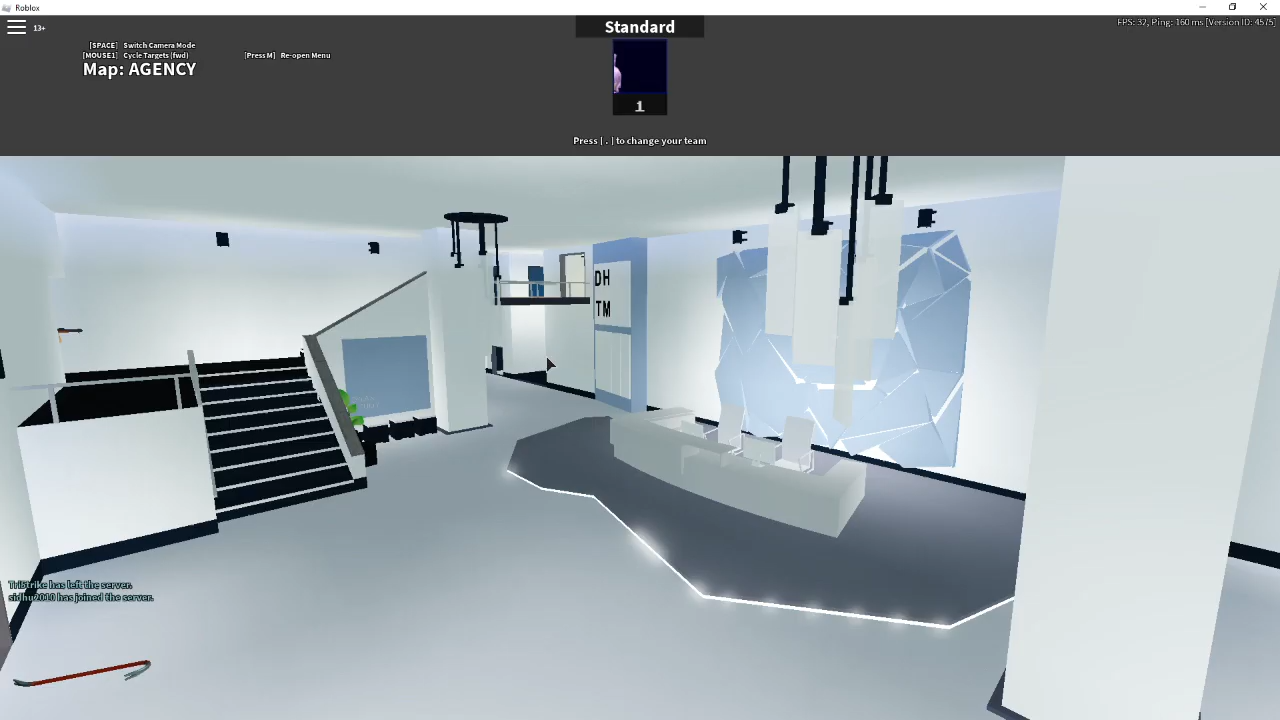 Roblox
13+
Standard
FPS: 32, Ping: 160 ms [Version ID: 4575]
[SPACE] Switch Camera Mode
[MOUSE1] Cycle Targets (fwd)
[Press M] Re-open Menu
Map: AGENCY
1
Press [ . ] to change your team
DH
TM
TriStrike has left the server.
sidhu2010 has joined the server.